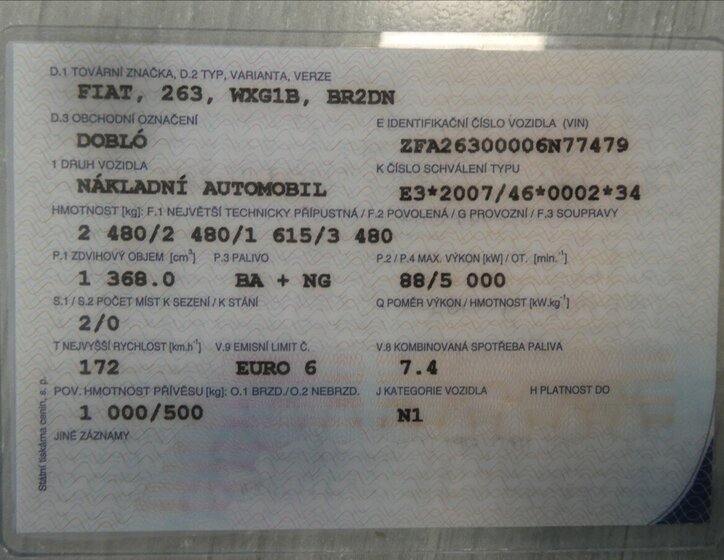 D.1 TOVÁRNÍ ZNAČKA, D.2 TYP, VARIANTA, VERZE
FIAT, 263, WXG1B, BR2DN
D.3 OBCHODNÍ OZNAČENÍ E IDENTIFIKAČNÍ ČÍSLO VOZIDLA (VIN)
DOBLÓ ZFA26300006N77479
1 DRUH VOZIDLA K ČÍSLO SCHVÁLENÍ TYPU
NÁKLADNÍ AUTOMOBIL E3*2007/46*0002*34
HMOTNOST [kg]: F.1 NEJVĚTŠÍ TECHNICKY PŘÍPUSTNÁ / F.2 POVOLENÁ / G PROVOZNÍ / F.3 SOUPRAVY
2 480/2 480/1 615/3 480
P.1 ZDVIHOVÝ OBJEM [cm³] P.3 PALIVO P.2 / P.4 MAX. VÝKON [kW] / OT. [min.⁻¹]
1 368.0 BA + NG 88/5 000
S.1 / S.2 POČET MÍST K SEZENÍ / K STÁNÍ Q POMĚR VÝKON / HMOTNOST [kW.kg⁻¹]
2/0
T NEJVYŠŠÍ RYCHLOST [km.h⁻¹] V.9 EMISNÍ LIMIT Č. V.8 KOMBINOVANÁ SPOTŘEBA PALIVA
172 EURO 6 7.4
POV. HMOTNOST PŘÍVĚSU [kg]: O.1 BRZD./O.2 NEBRZD. J KATEGORIE VOZIDLA H PLATNOST DO
1 000/500 N1
JINÉ ZÁZNAMY
Státní tiskárna cenin, s. p.